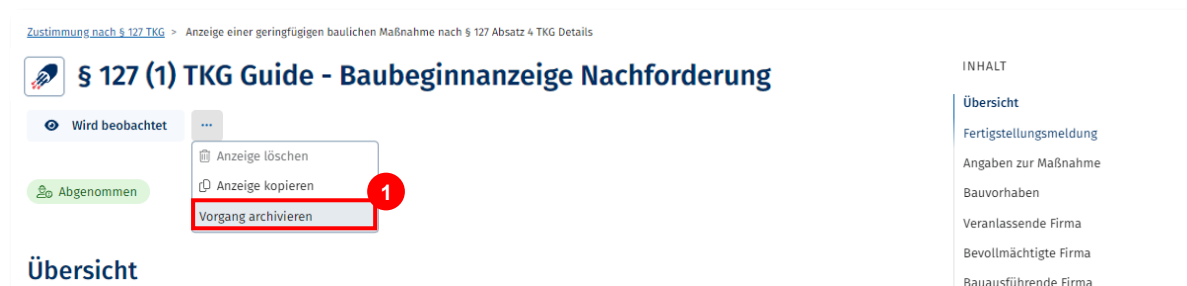 Zustimmung nach § 127 TKG > Anzeige einer geringfügigen baulichen Maßnahme nach § 127 Absatz 4 TKG Details
§ 127 (1) TKG Guide - Baubeginnanzeige Nachforderung
Wird beobachtet ...
Anzeige löschen
Anzeige kopieren
1
Vorgang archivieren
Abgenommen
Übersicht
INHALT
Übersicht
Fertigstellungsmeldung
Angaben zur Maßnahme
Bauvorhaben
Veranlassende Firma
Bevollmächtigte Firma
Bauausführende Firma